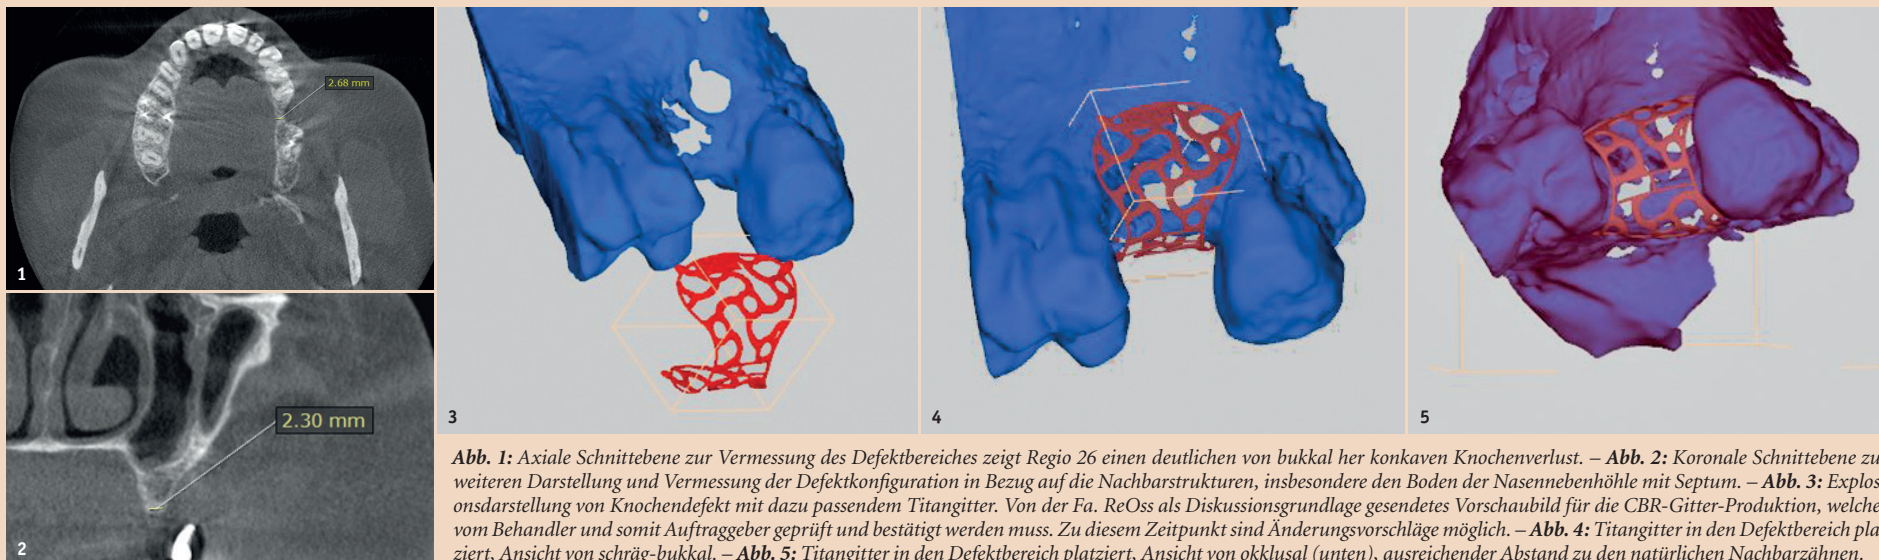 2.68 mm
1
2.30 mm
2
3
4
5
Abb. 1: Axiale Schnittebene zur Vermessung des Defektbereiches zeigt Regio 26 einen deutlichen von bukkal her konkaven Knochenverlust. – Abb. 2: Koronale Schnittebene zu
weiteren Darstellung und Vermessung der Defektkonfiguration in Bezug auf die Nachbarstrukturen, insbesondere den Boden der Nasennebenhöhle mit Septum. – Abb. 3: Explos
onsdarstellung von Knochendefekt mit dazu passendem Titangitter. Von der Fa. ReOss als Diskussionsgrundlage gesendetes Vorschaubild für die CBR-Gitter-Produktion, welche
vom Behandler und somit Auftraggeber geprüft und bestätigt werden muss. Zu diesem Zeitpunkt sind Änderungsvorschläge möglich. – Abb. 4: Titangitter in den Defektbereich pla
ziert, Ansicht von schräg-bukkal. – Abb. 5: Titangitter in den Defektbereich platziert, Ansicht von okklusal (unten), ausreichender Abstand zu den natürlichen Nachbarzähnen.